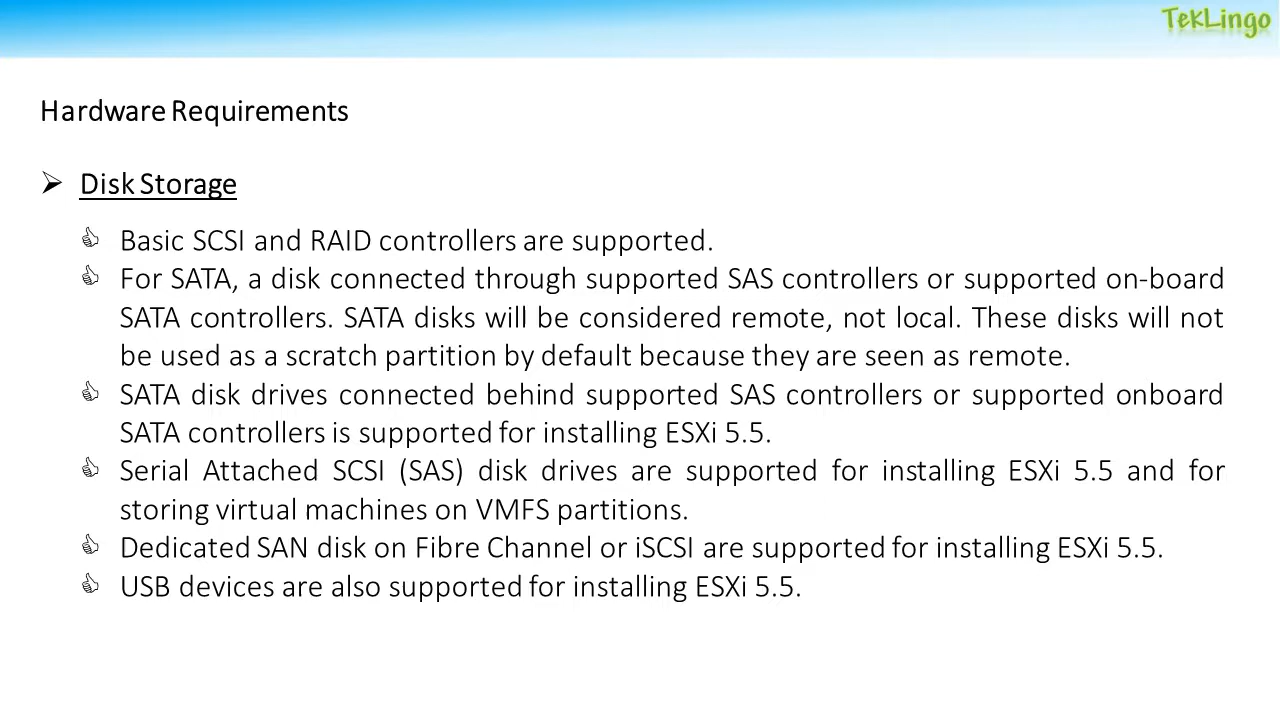 TekLingo
Hardware Requirements
Disk Storage
Basic SCSI and RAID controllers are supported.
For SATA, a disk connected through supported SAS controllers or supported on-board
SATA controllers. SATA disks will be considered remote, not local. These disks will not
be used as a scratch partition by default because they are seen as remote.
SATA disk drives connected behind supported SAS controllers or supported onboard
SATA controllers is supported for installing ESXi 5.5.
Serial Attached SCSI (SAS) disk drives are supported for installing ESXi 5.5 and for
storing virtual machines on VMFS partitions.
Dedicated SAN disk on Fibre Channel or iSCSI are supported for installing ESXi 5.5.
USB devices are also supported for installing ESXi 5.5.